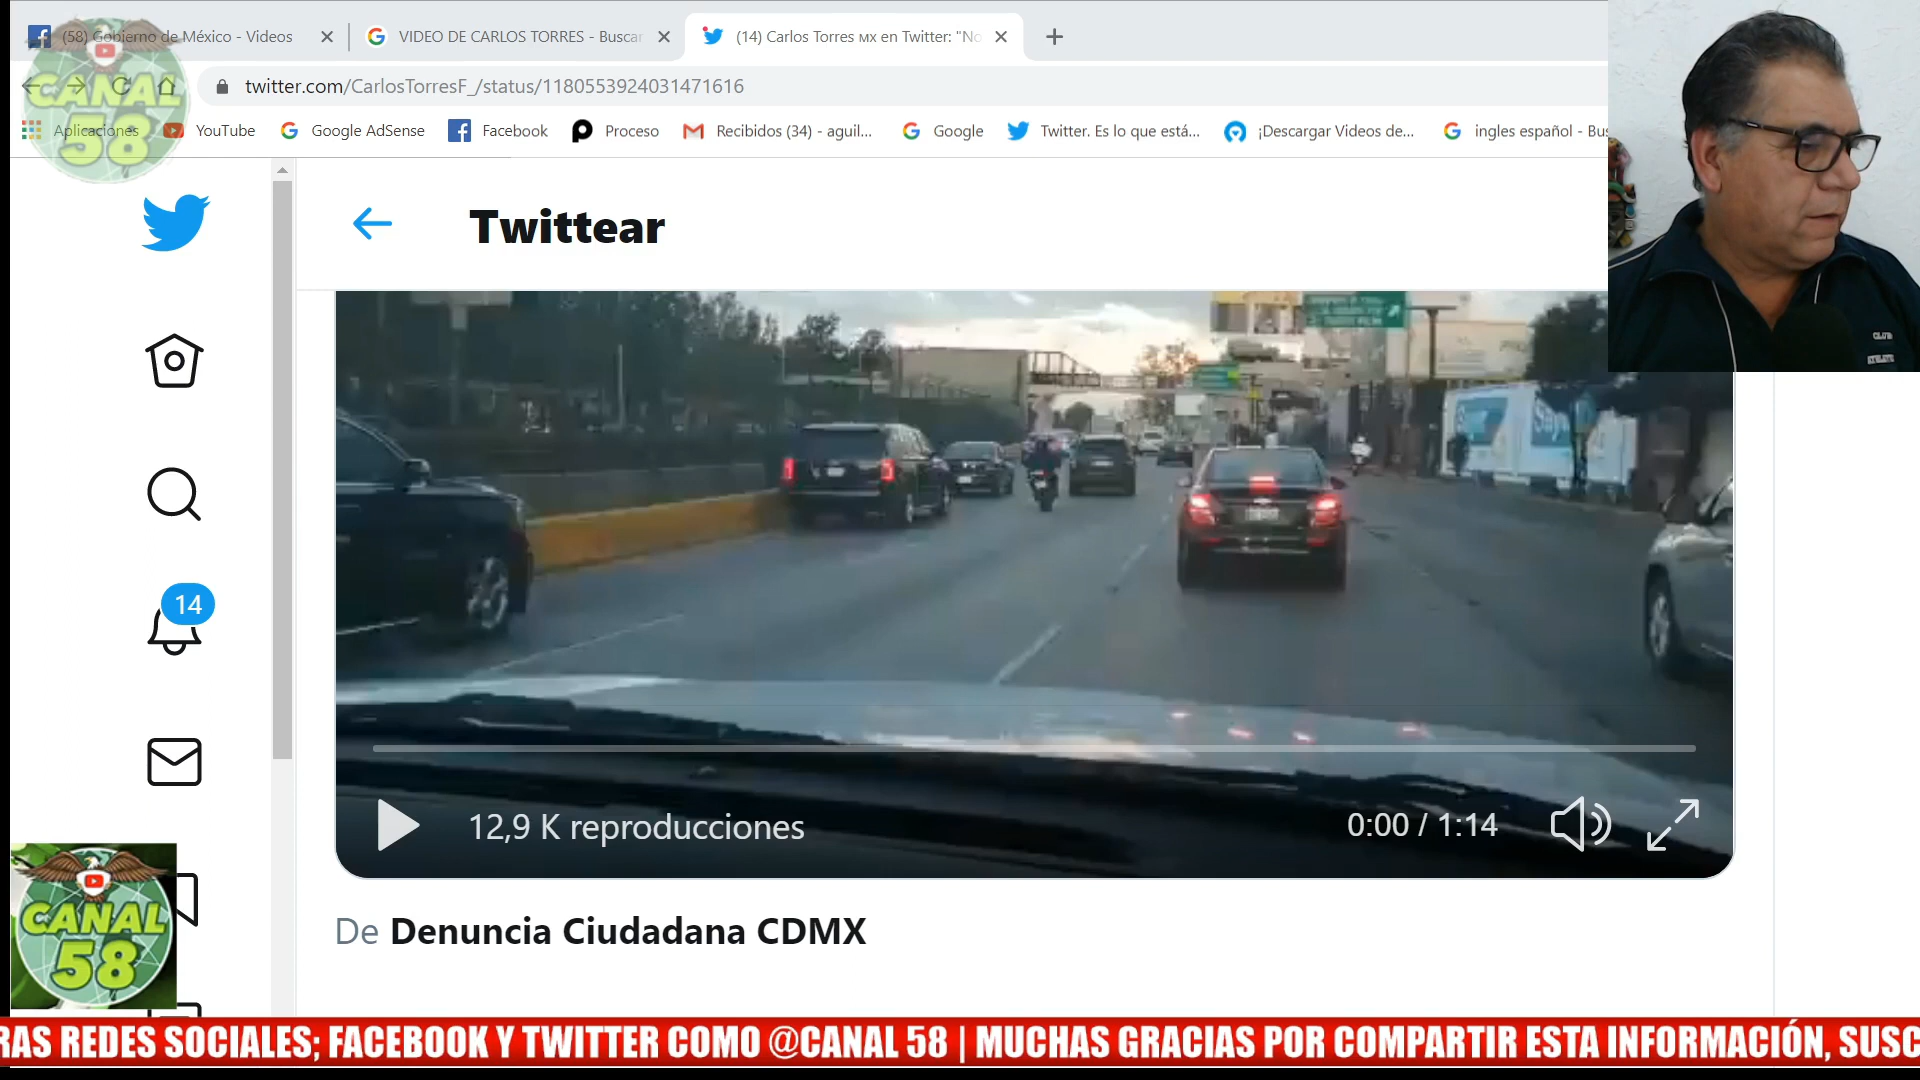 (58) Gobierno de México - Videos
VIDEO DE CARLOS TORRES - Buscar
(14) Carlos Torres мx en Twitter: "No
twitter.com/CarlosTorresF_/status/1180553924031471616
Aplicaciones
YouTube
Google AdSense
Facebook
Proceso
Recibidos (34) - aguil...
Google
Twitter. Es lo que está...
¡Descargar Videos de...
ingles español - Bus
CANAL
58
Twittear
CLUB
14
12,9 K reproducciones
0:00 / 1:14
De Denuncia Ciudadana CDMX
CANAL
58
RAS REDES SOCIALES; FACEBOOK Y TWITTER COMO @CANAL 58 | MUCHAS GRACIAS POR COMPARTIR ESTA INFORMACIÓN, SUSC